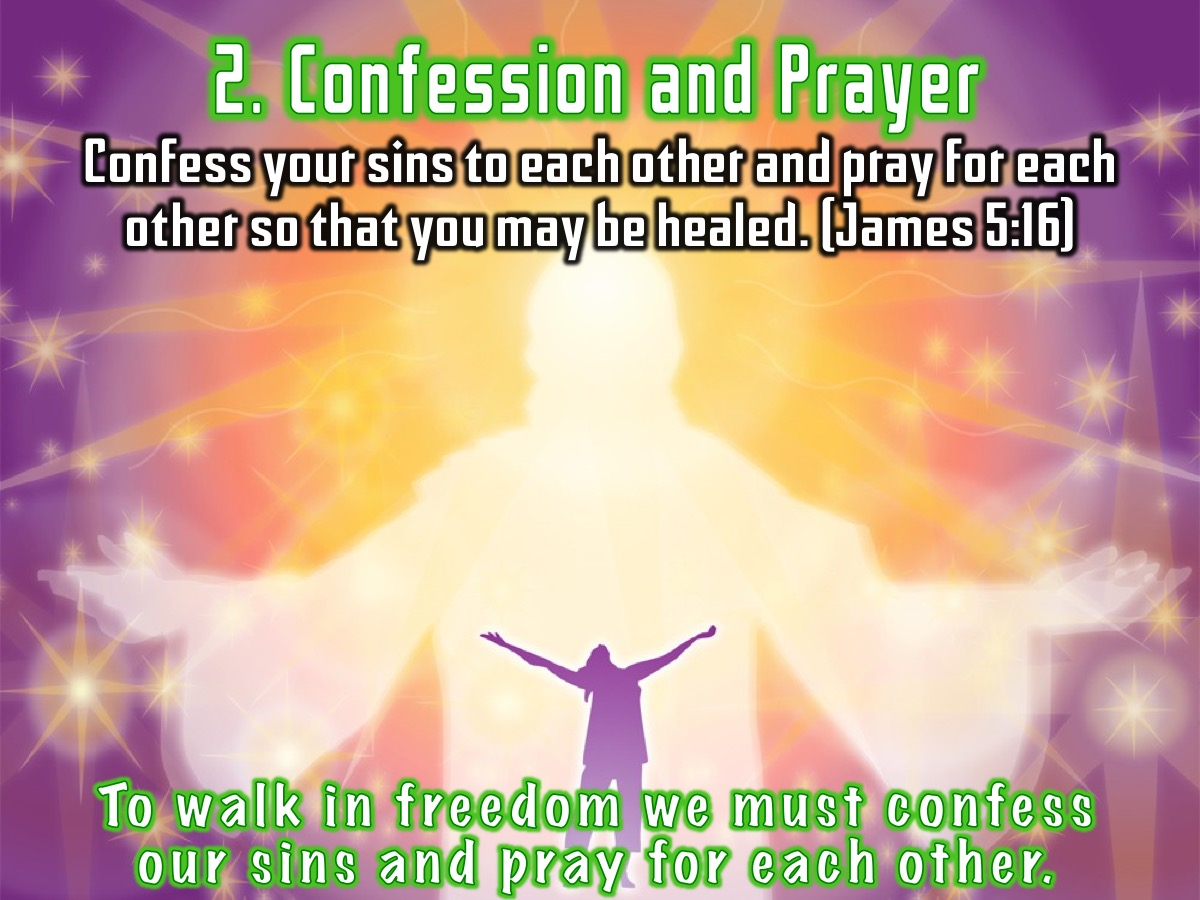 2. Confession and Prayer
Confess your sins to each other and pray for each
other so that you may be healed. (James 5:16)
To walk in freedom we must confess
our sins and pray for each other.